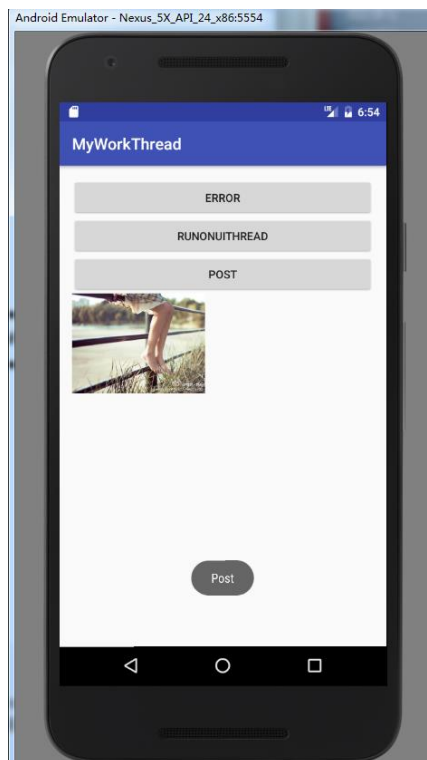 Android Emulator - Nexus_5X_API_24_x86:5554
6:54
MyWorkThread
ERROR
RUNONUITHREAD
POST
Post